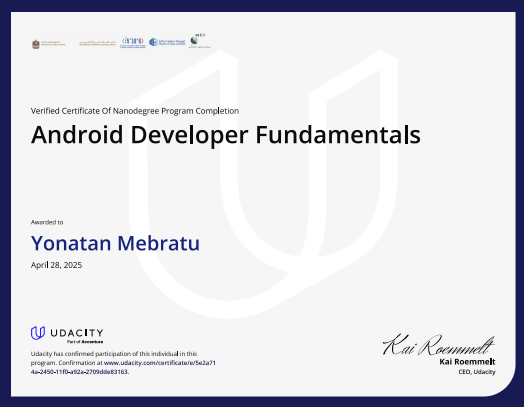 Verified Certificate Of Nanodegree Program Completion
Android Developer Fundamentals
Awarded to
Yonatan Mebratu
April 28, 2025
UDACITY
Part of Accenture
Udacity has confirmed participation of this individual in this
program. Confirmation at www.udacity.com/certificate/e/5e2a71
4a-2450-11f0-a92a-2709dde83163.
Kai Roemmelt
Kai Roemmelt
CEO, Udacity